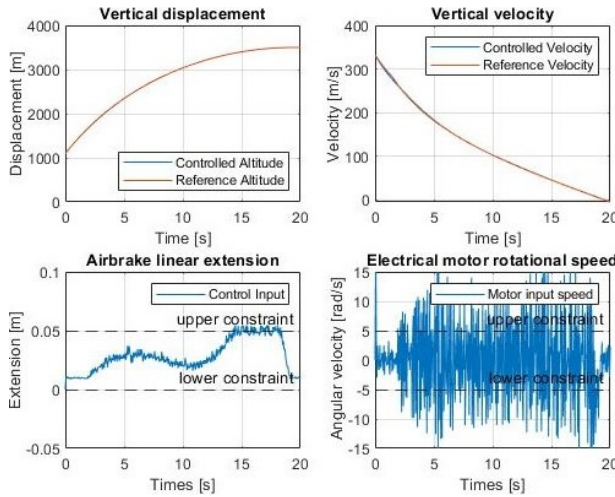 Vertical displacement
4000
3000
2000
1000
0
Displacement [m]
Controlled Altitude
Reference Altitude
0 5 10 15 20
Time [s]
Vertical velocity
400
300
200
100
0
Velocity [m/s]
Controlled Velocity
Reference Velocity
0 5 10 15 20
Time [s]
Airbrake linear extension
0.1
0.05
0
-0.05
Extension [m]
Control Input
upper constraint
lower constraint
0 5 10 15 20
Times [s]
Electrical motor rotational speed
15
10
5
0
-5
-10
-15
Angular velocity [rad/s]
Motor input speed
upper constraint
lower constraint
0 5 10 15 20
Times [s]